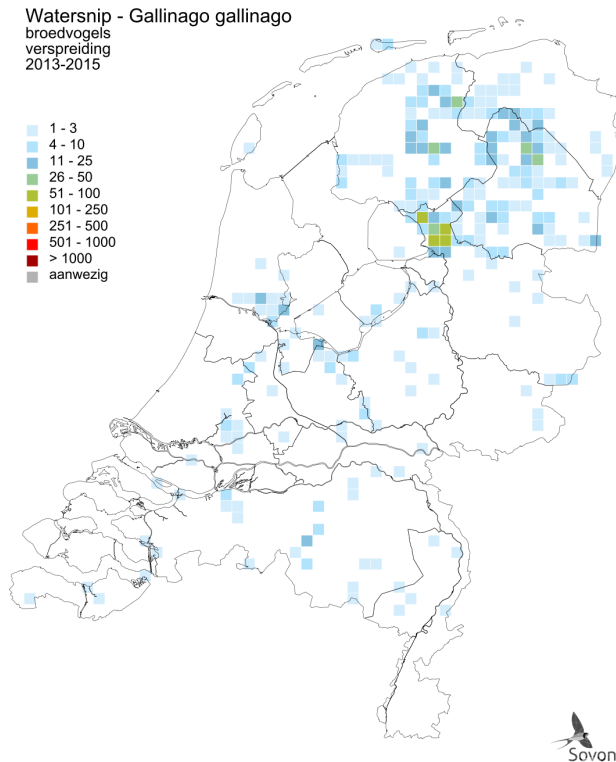 Watersnip - Gallinago gallinago
broedvogels
verspreiding
2013-2015
1 - 3
4 - 10
11 - 25
26 - 50
51 - 100
101 - 250
251 - 500
501 - 1000
> 1000
aanwezig
Sovon